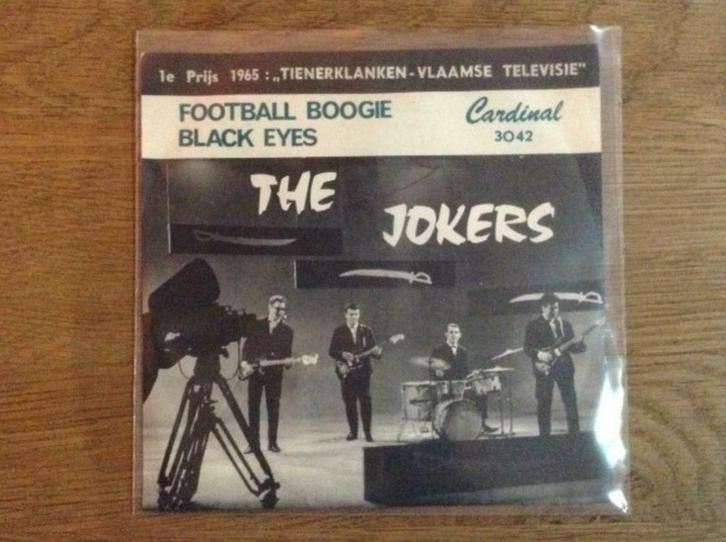 1e Prijs 1965 : „TIENERKLANKEN-VLAAMSE TELEVISIE"
FOOTBALL BOOGIE
BLACK EYES
Cardinal
3042
THE
JOKERS